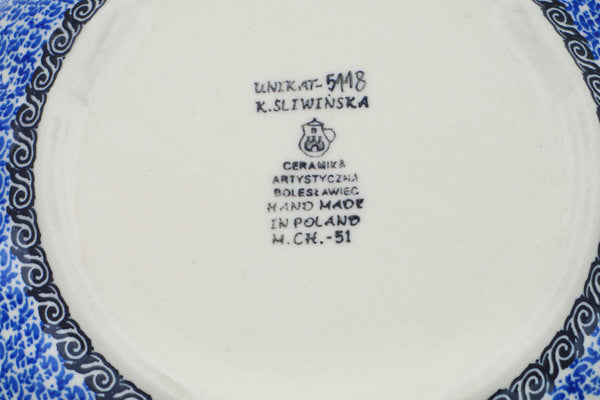 UNIKAT-5118
K.SLIWIŃSKA
CERAMIKA
ARTYSTYCZNA
BOLESŁAWIEC
HAND MADE
IN POLAND
M.CH.-51